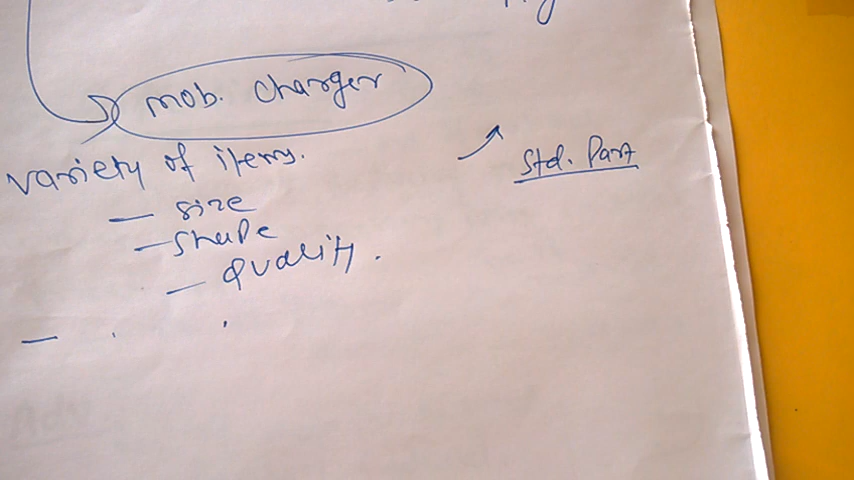 mob. charger
variety of items.
Std. Part
— size
— shape
— Quality.